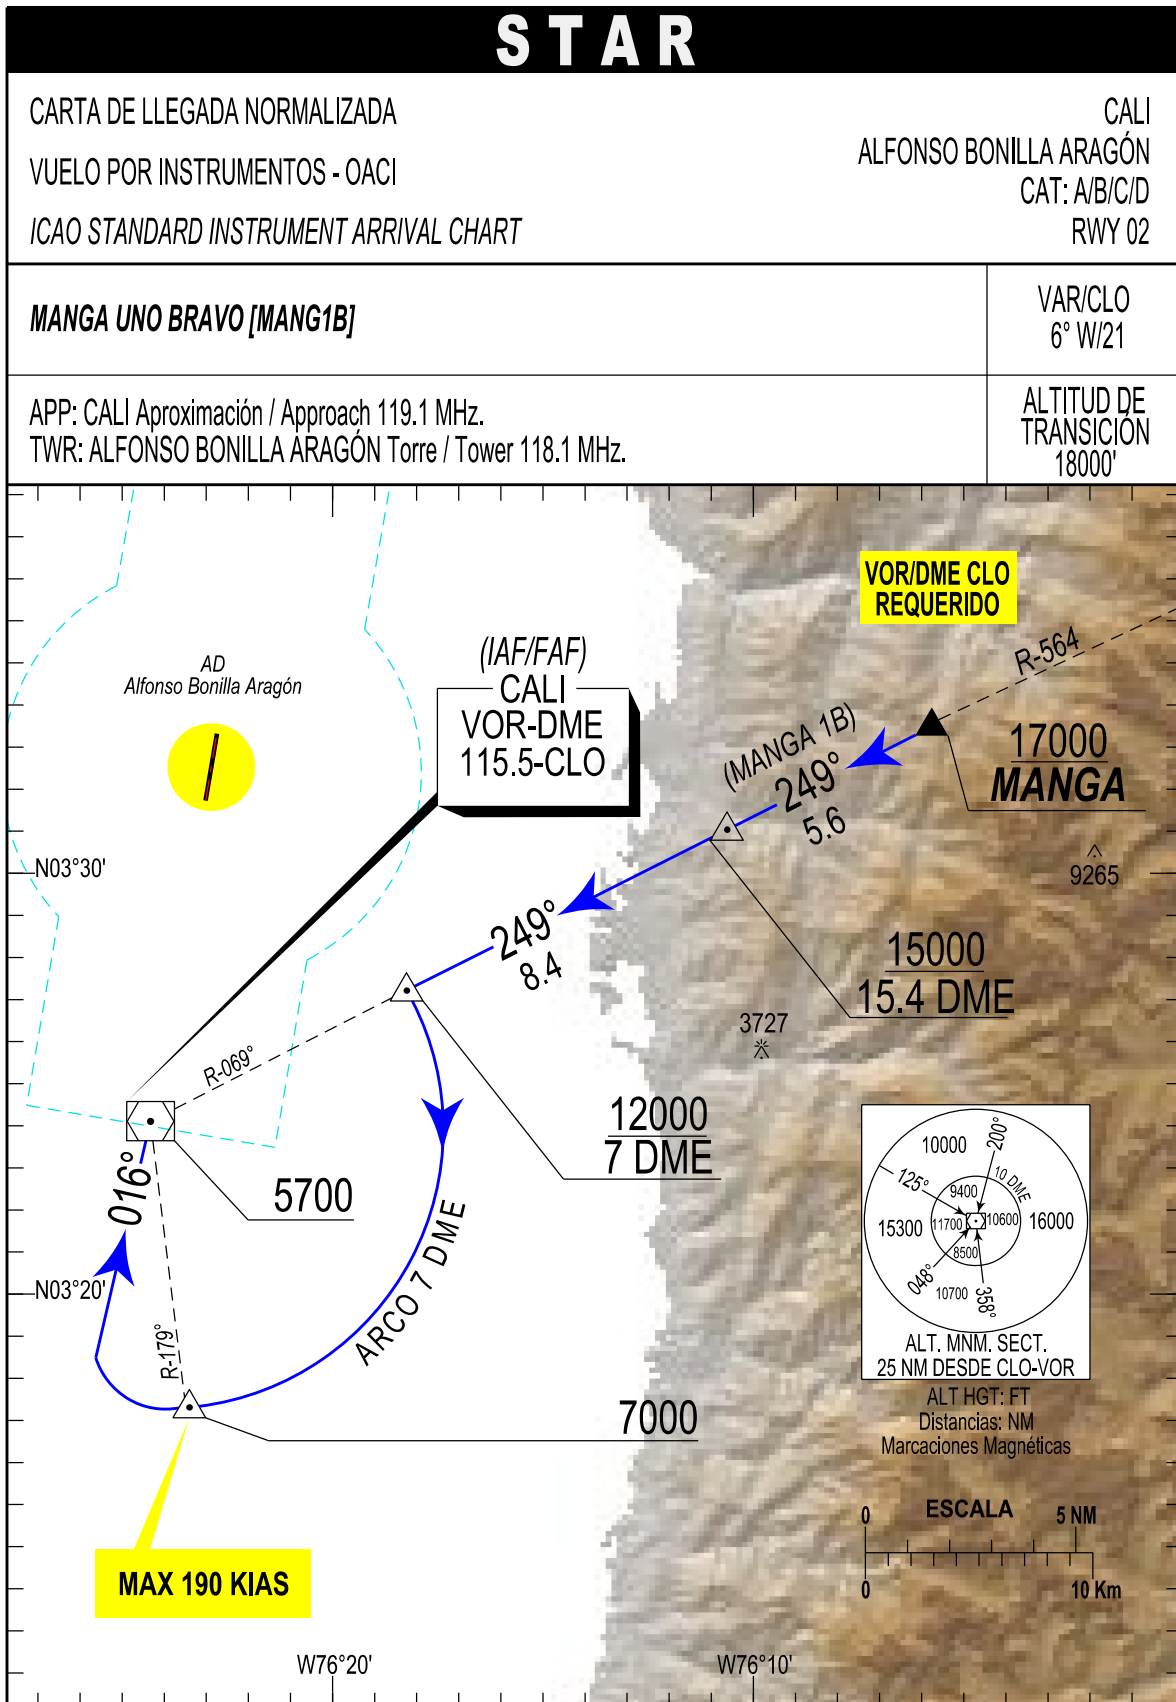 STAR
CARTA DE LLEGADA NORMALIZADA
VUELO POR INSTRUMENTOS - OACI
ICAO STANDARD INSTRUMENT ARRIVAL CHART
CALI
ALFONSO BONILLA ARAGÓN
CAT: A/B/C/D
RWY 02
MANGA UNO BRAVO [MANG1B]
VAR/CLO
6° W/21
APP: CALI Aproximación / Approach 119.1 MHz.
TWR: ALFONSO BONILLA ARAGÓN Torre / Tower 118.1 MHz.
ALTITUD DE
TRANSICIÓN
18000'
VOR/DME CLO
REQUERIDO
AD
Alfonso Bonilla Aragón
(IAF/FAF)
CALI
VOR-DME
115.5-CLO
R-564
(MANGA 1B)
249°
5.6
17000
MANGA
9265
N03°30'
249°
8.4
15000
15.4 DME
3727
R-069°
12000
7 DME
016°
5700
ARCO 7 DME
N03°20'
R-179°
7000
MAX 190 KIAS
10000
200°
125°
10 DME
9400
15300
11700
10600
16000
8500
048°
10700
358°
ALT. MNM. SECT.
25 NM DESDE CLO-VOR
ALT HGT: FT
Distancias: NM
Marcaciones Magnéticas
0
ESCALA
5 NM
0
10 Km
W76°20'
W76°10'